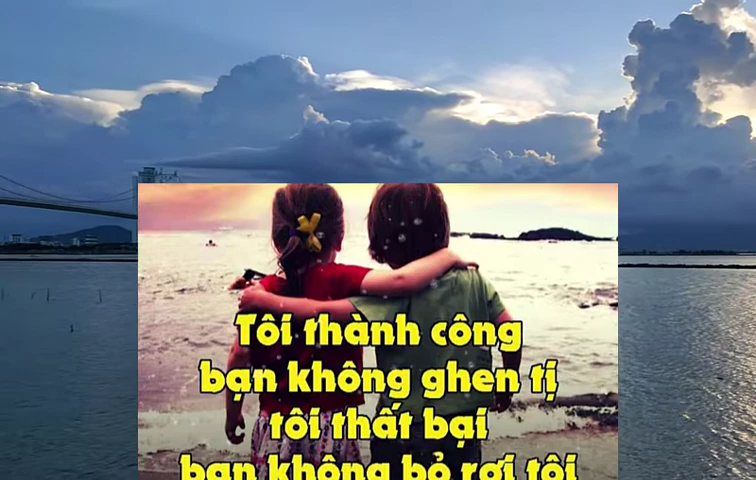 Tôi thành công
bạn không ghen tị
tôi thất bại
bạn không bỏ rơi tôi